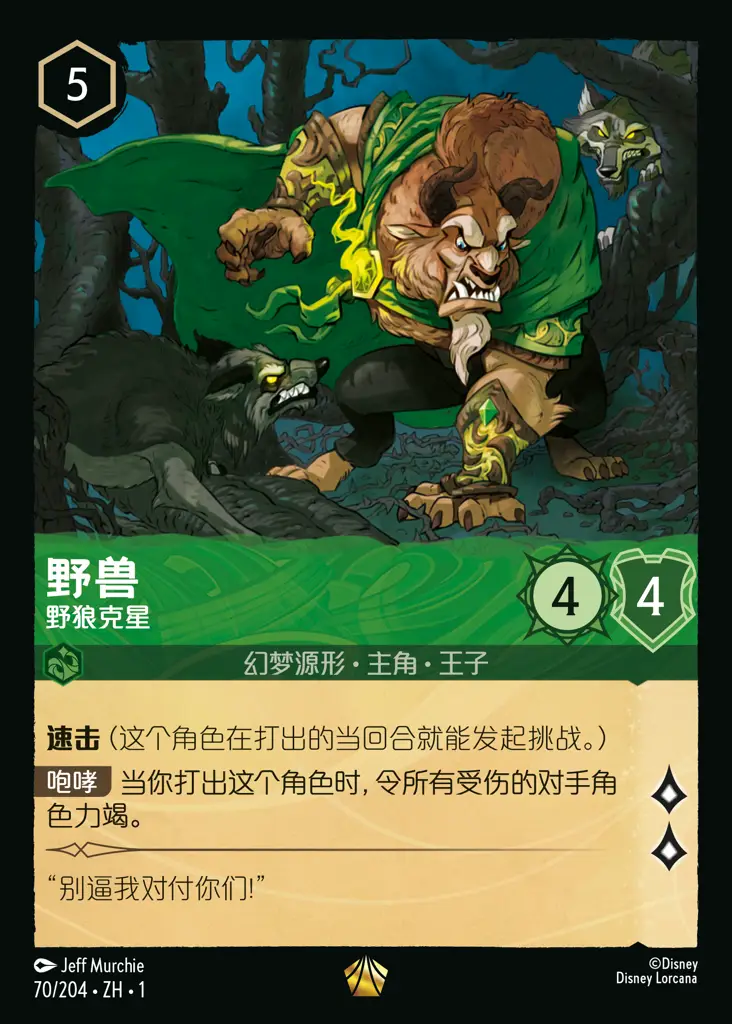 5
野兽
野狼克星
4
4
幻梦源形·主角·王子
速击（这个角色在打出的当回合就能发起挑战。）
咆哮 当你打出这个角色时，令所有受伤的对手角
色力竭。
“别逼我对付你们！”
Jeff Murchie
70/204 • ZH • 1
©Disney
Disney Lorcana